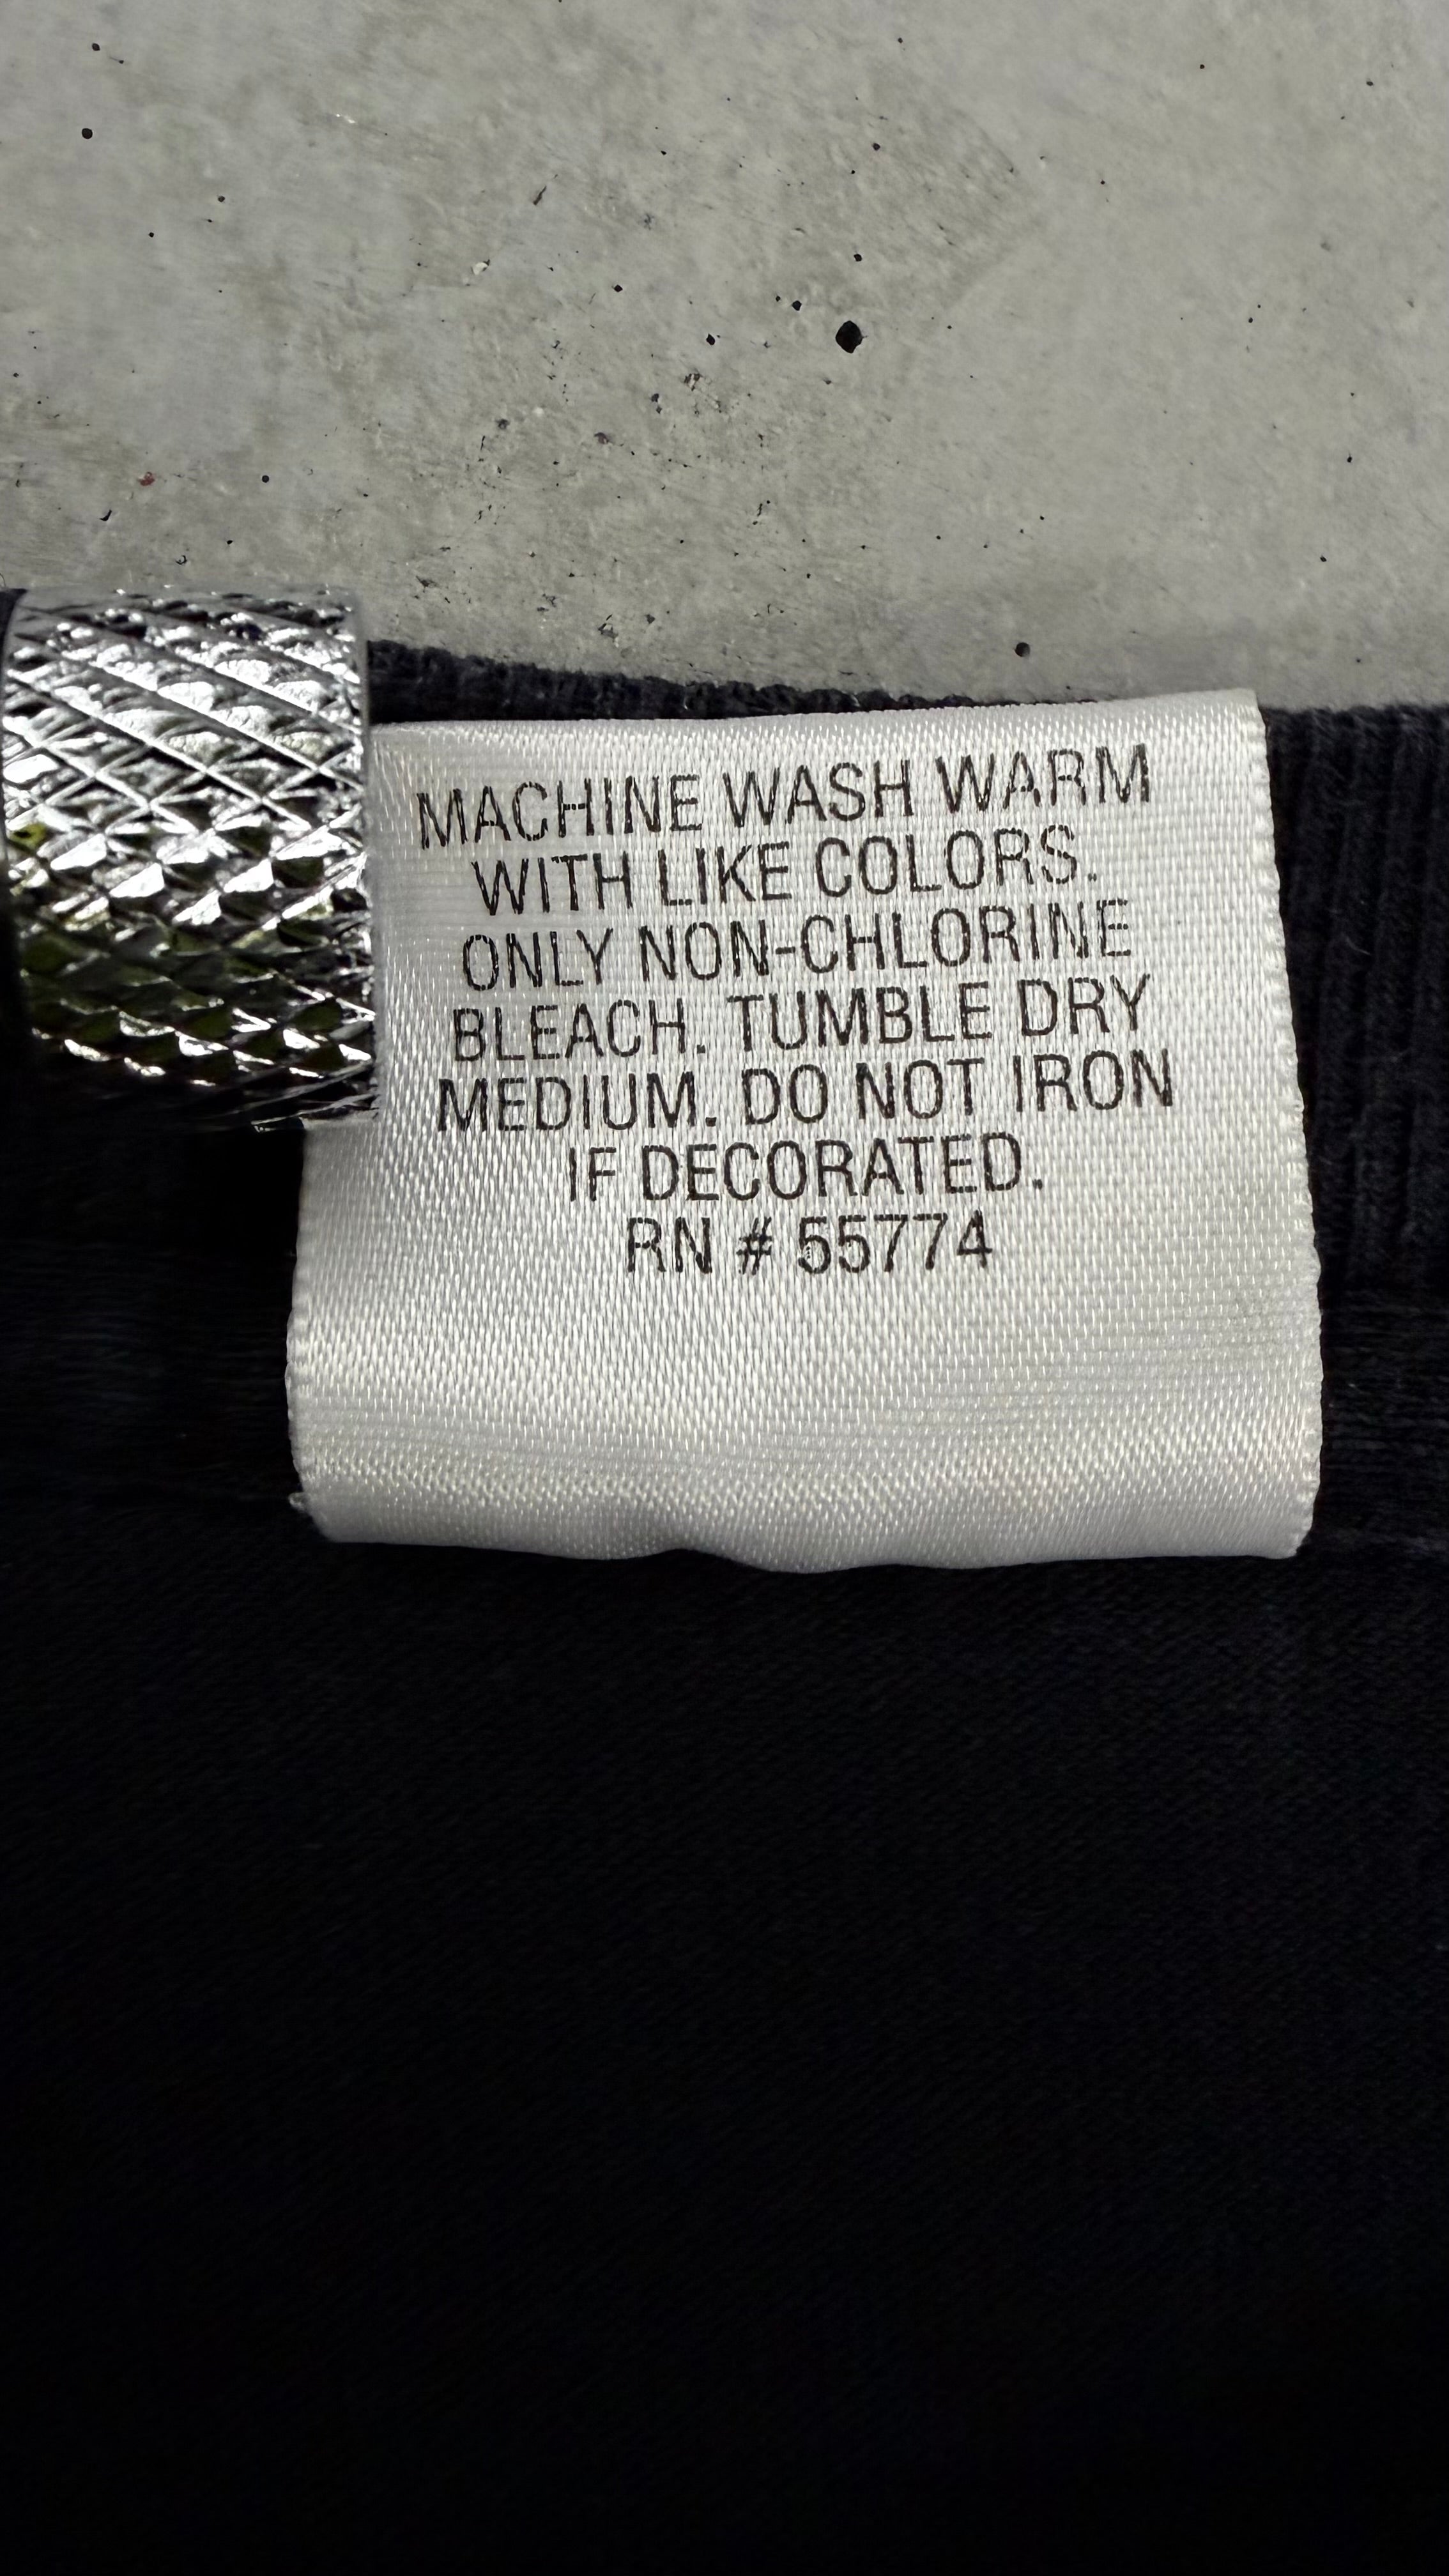 MACHINE WASH WARM
WITH LIKE COLORS.
ONLY NON-CHLORINE
BLEACH. TUMBLE DRY
MEDIUM. DO NOT IRON
IF DECORATED.
RN # 55774